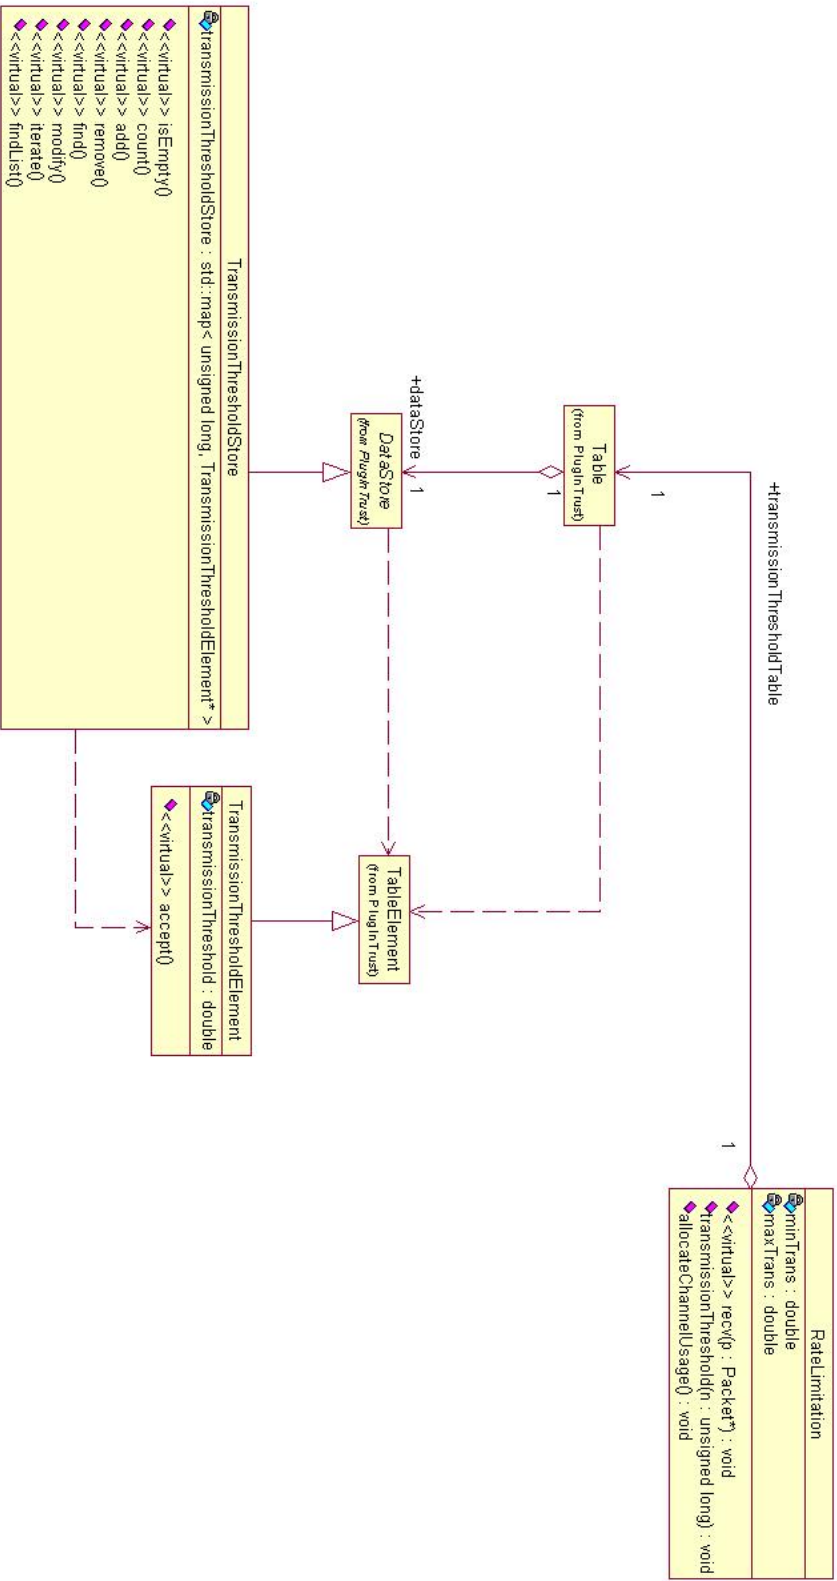 RateLimitation
minTrans : double
maxTrans : double
<<virtual>> recv(p : Packet*) : void
transmissionThreshold(n : unsigned long) : void
allocateChannelUsage() : void
+transmissionThresholdTable
1
1
Table
(from PlugInTrust)
1
+dataStore
1
DataStore
(from PlugInTrust)
TableElement
(from PlugInTrust)
TransmissionThresholdStore
transmissionThresholdStore : std::map< unsigned long, TransmissionThresholdElement* >
<<virtual>> isEmpty()
<<virtual>> count()
<<virtual>> add()
<<virtual>> remove()
<<virtual>> find()
<<virtual>> modify()
<<virtual>> iterate()
<<virtual>> findList()
TransmissionThresholdElement
transmissionThreshold : double
<<virtual>> accept()